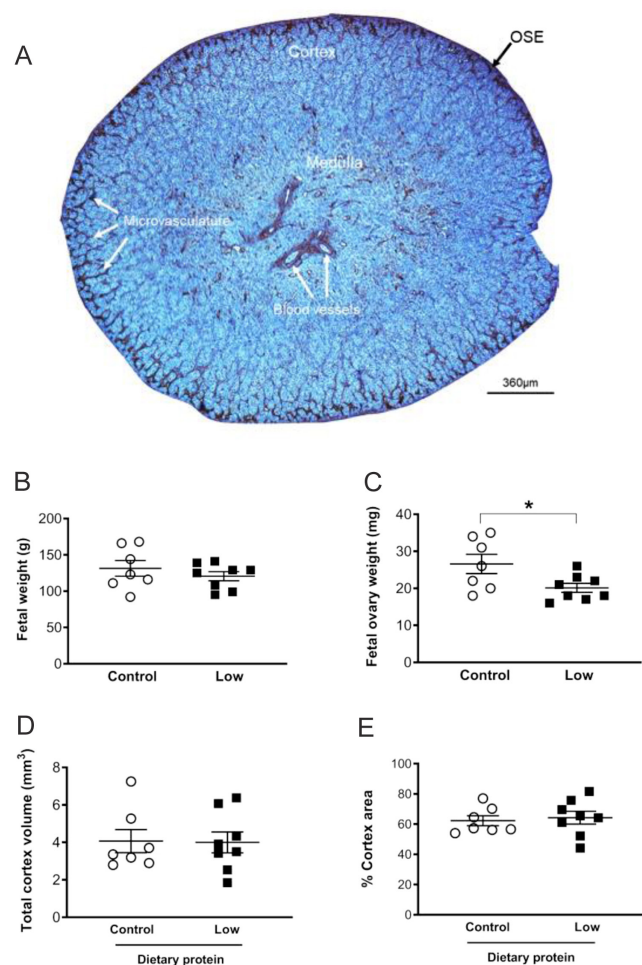 A
Cortex
OSE
Medulla
Microvasculature
Blood vessels
360µm
B
Fetal weight (g)
200
150
100
50
0
Control
Low
C
Fetal ovary weight (mg)
40
30
20
10
0
*
Control
Low
D
Total cortex volume (mm³)
8
6
4
2
0
Control
Low
Dietary protein
E
% Cortex area
100
80
60
40
20
0
Control
Low
Dietary protein